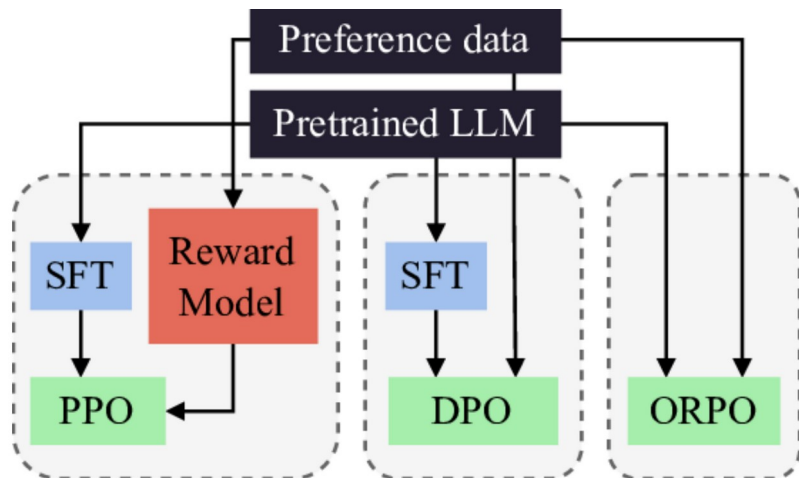 Preference data
Pretrained LLM
SFT
Reward
Model
PPO
SFT
DPO
ORPO